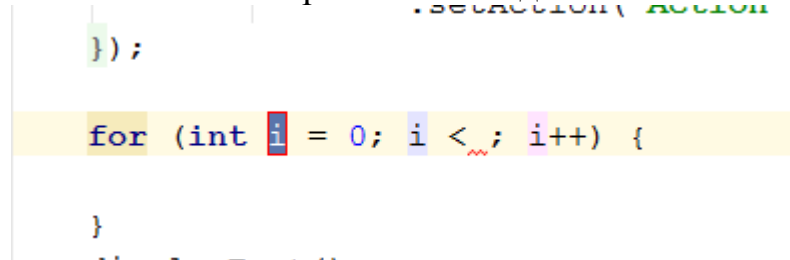 .setAction("Action
});
for (int i = 0; i < ; i++) {
}